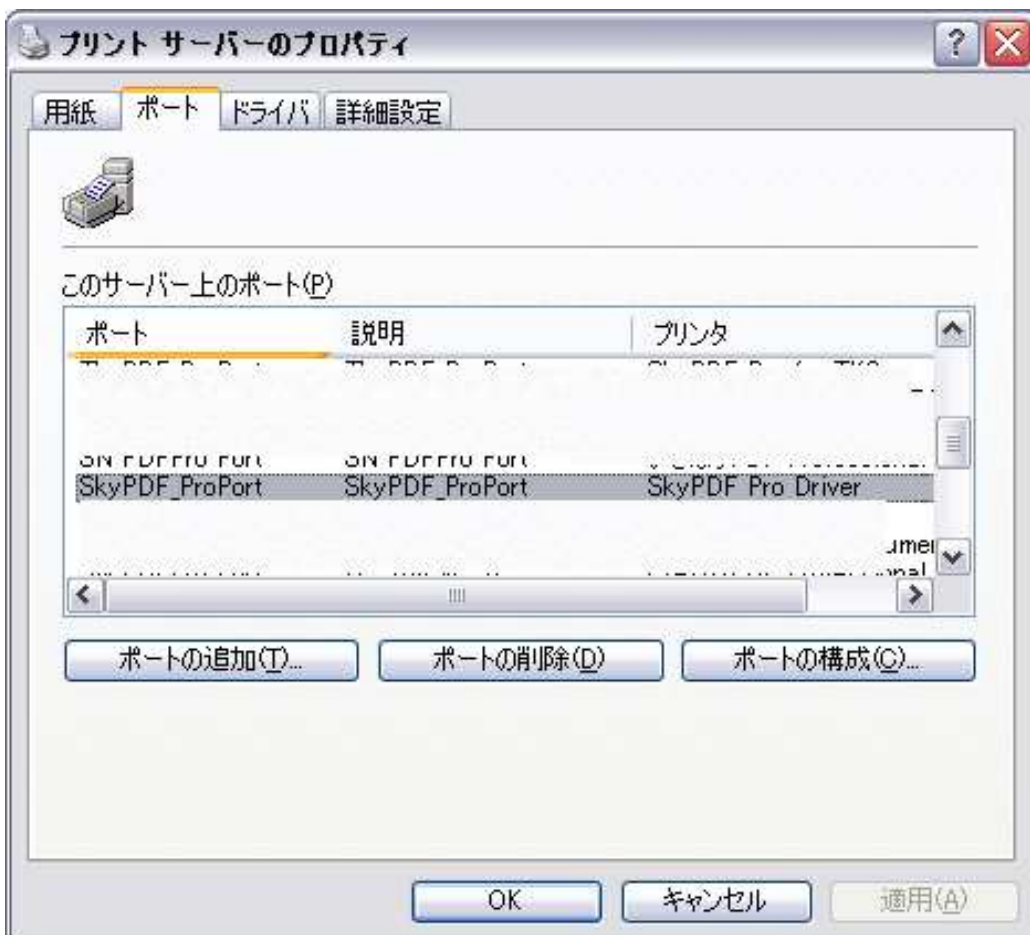 プリント サーバーのプロパティ
用紙 ポート ドライバ 詳細設定
このサーバー上のポート(P)
ポート 説明 プリンタ
SkyPDF_ProPort SkyPDF_ProPort SkyPDF Pro Driver
ポートの追加(T)... ポートの削除(D) ポートの構成(C)...
OK キャンセル 適用(A)